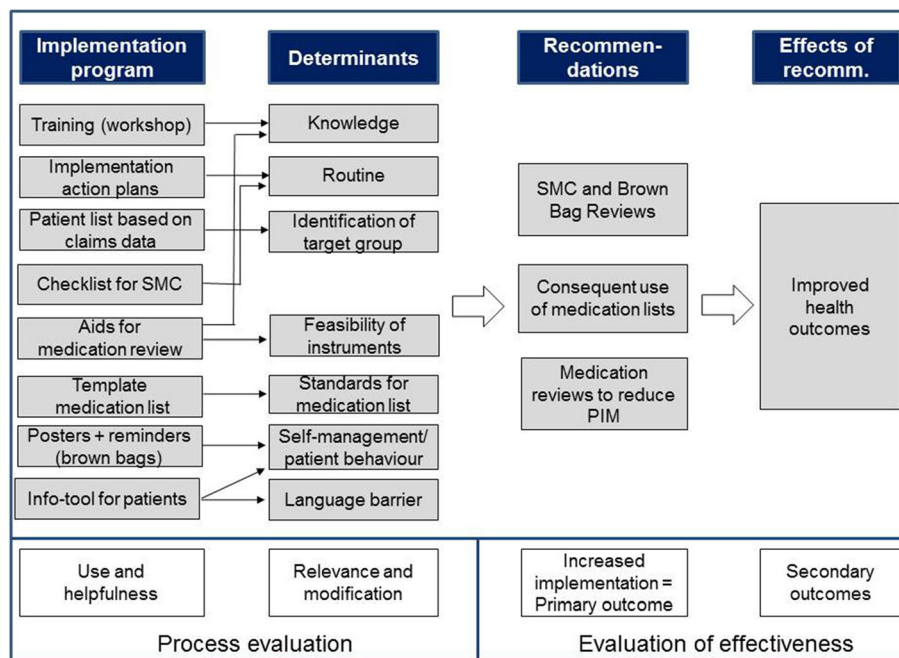 Implementation
program
Determinants
Recommen-
dations
Effects of
recomm.
Training (workshop)
Implementation
action plans
Patient list based on
claims data
Checklist for SMC
Aids for
medication review
Template
medication list
Posters + reminders
(brown bags)
Info-tool for patients
Knowledge
Routine
Identification of
target group
Feasibility of
instruments
Standards for
medication list
Self-management/
patient behaviour
Language barrier
SMC and Brown
Bag Reviews
Consequent use
of medication lists
Medication
reviews to reduce
PIM
Improved
health
outcomes
Use and
helpfulness
Relevance and
modification
Increased
implementation =
Primary outcome
Secondary
outcomes
Process evaluation
Evaluation of effectiveness